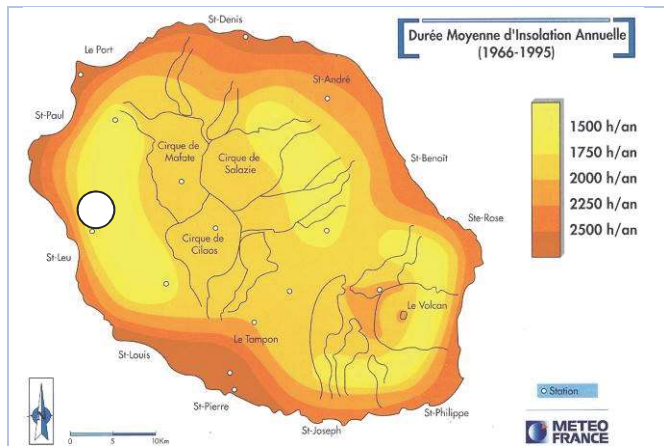 Durée Moyenne d'Insolation Annuelle
(1966-1995)
St-Denis
Le Port
St-André
St-Paul
Cirque de
Mafate
Cirque de
Salazie
St-Benoît
Ste-Rose
Cirque de
Cilaos
St-Leu
Le Volcan
Le Tampon
St-Louis
St-Pierre
St-Joseph
St-Philippe
1500 h/an
1750 h/an
2000 h/an
2250 h/an
2500 h/an
Station
METEO
FRANCE
0 5 10Km